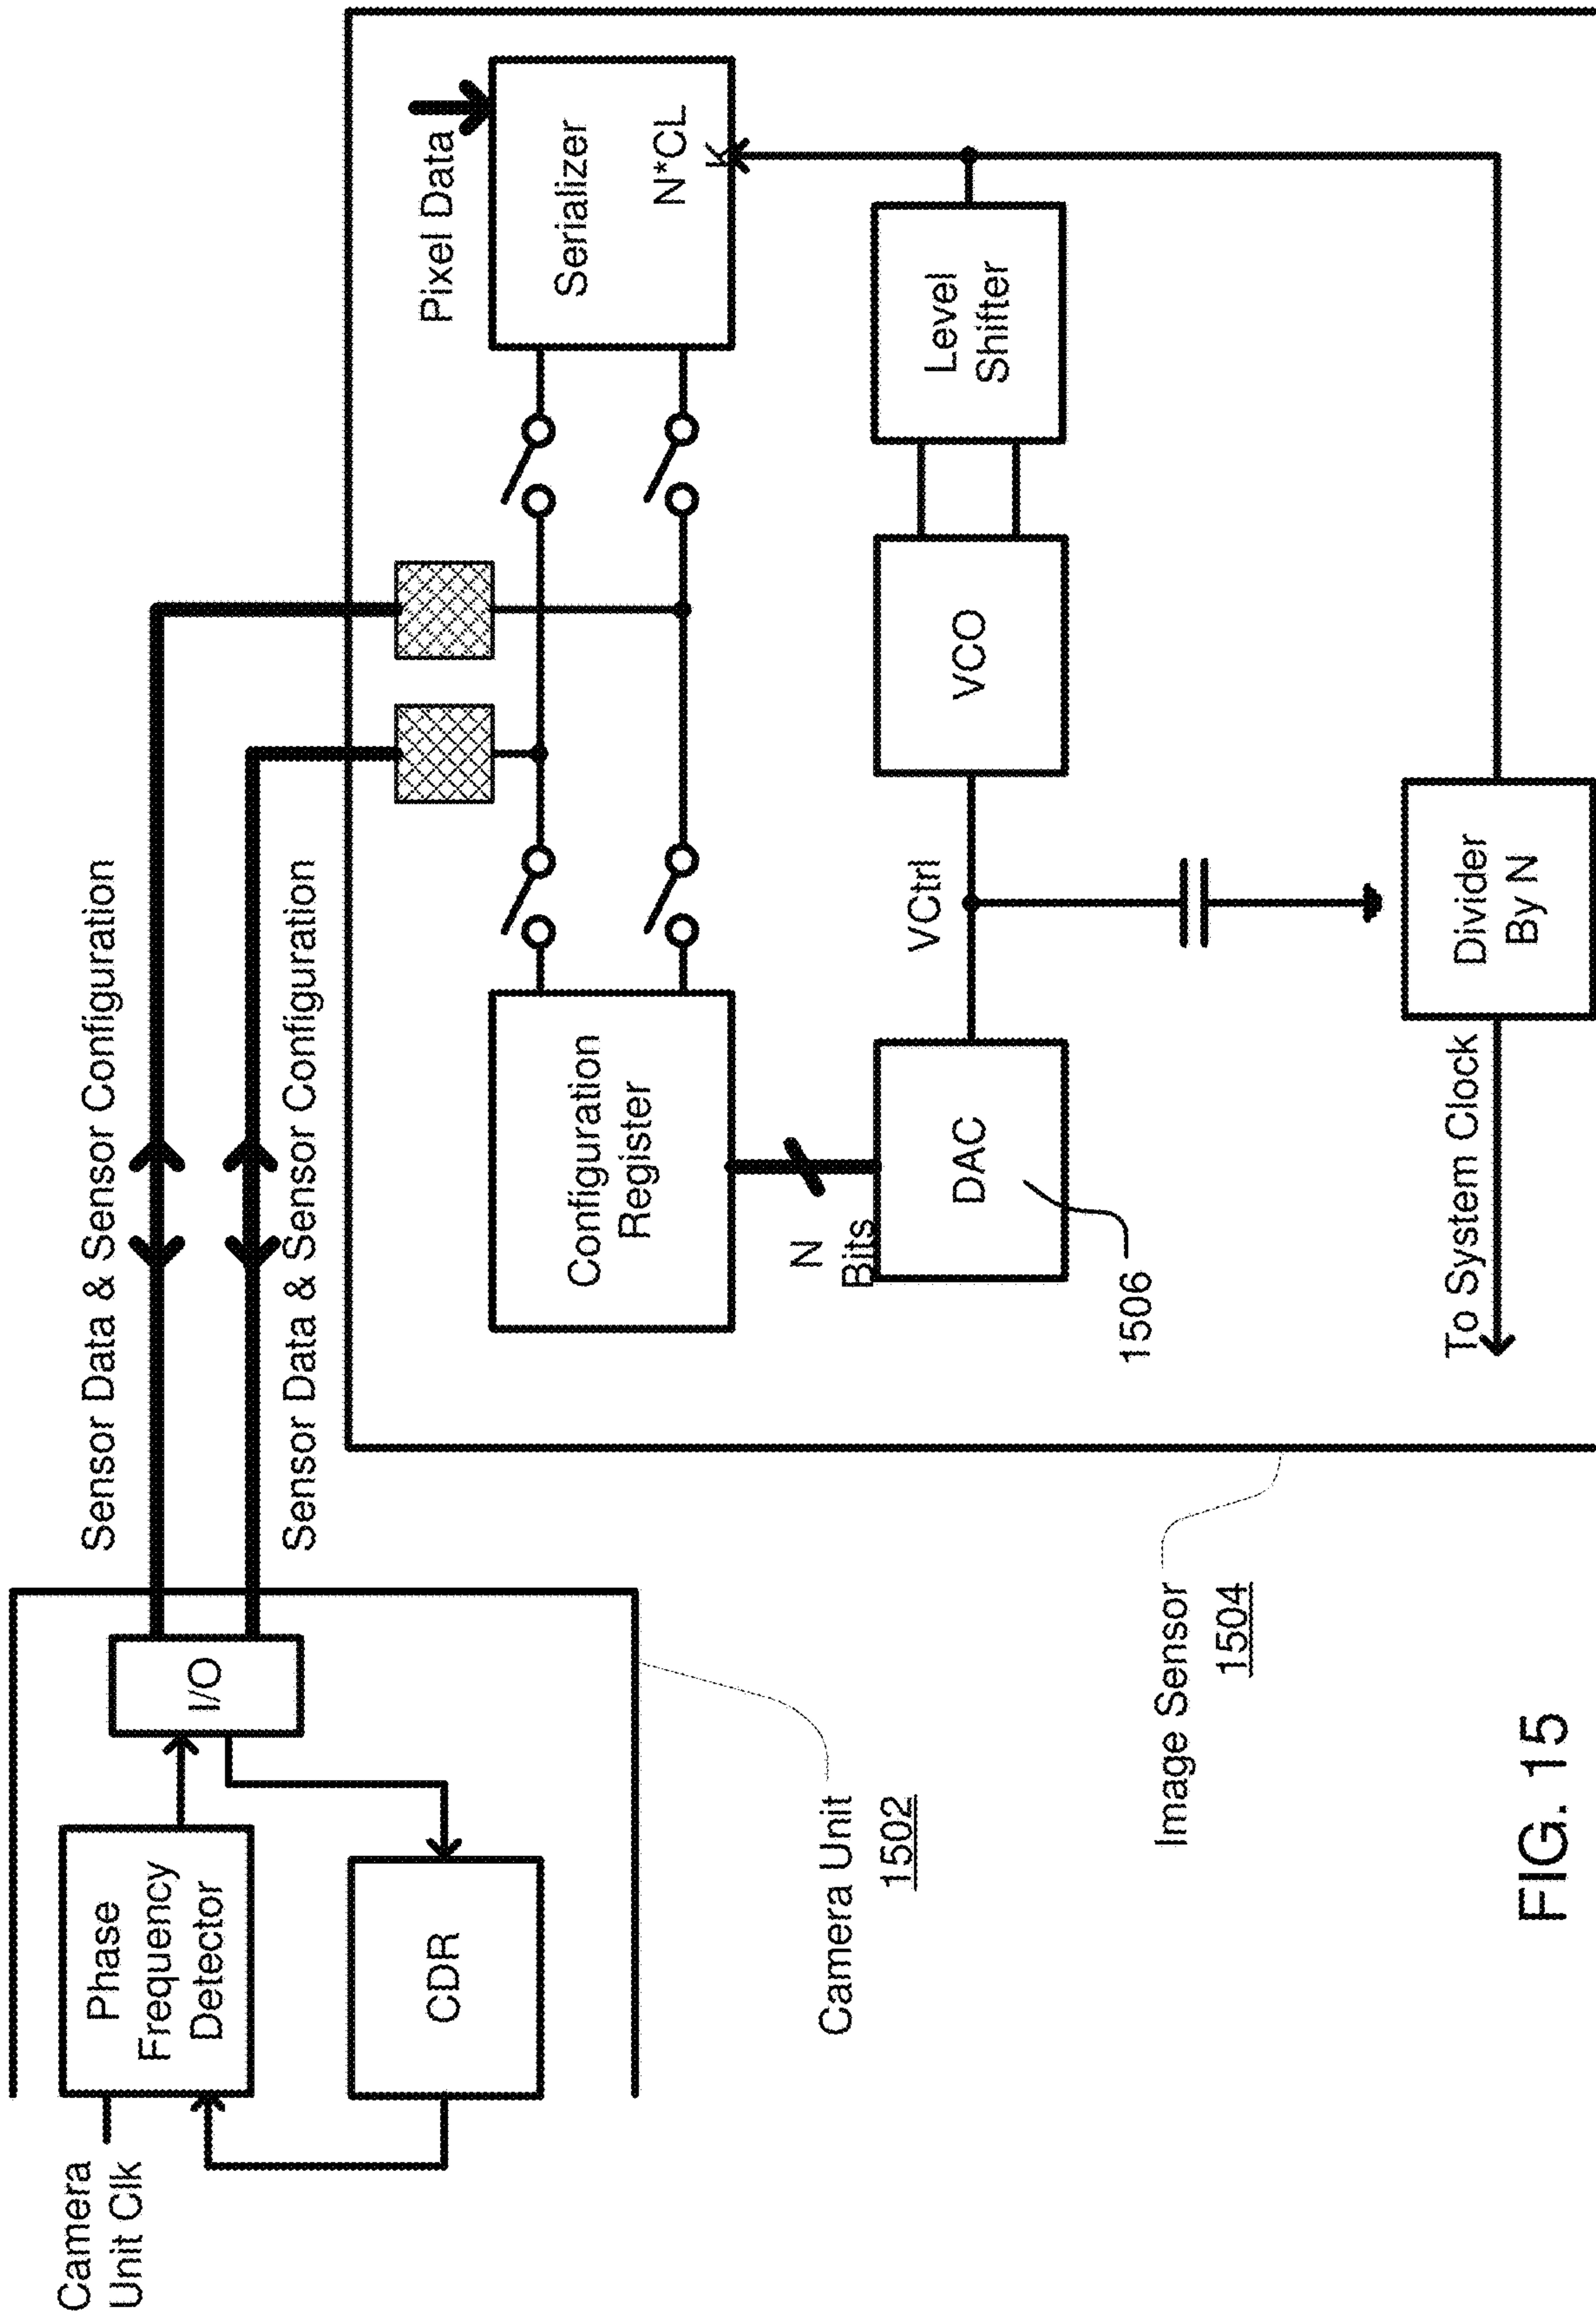 Camera
Unit Clk
Phase
Frequency
Detector
I/O
CDR
Camera Unit
1502
Sensor Data & Sensor Configuration
Sensor Data & Sensor Configuration
Pixel Data
Serializer
N*CL
K
Configuration
Register
N
Bits
DAC
1506
VCtrl
VCO
Level
Shifter
Divider
By N
To System Clock
Image Sensor
1504
FIG. 15